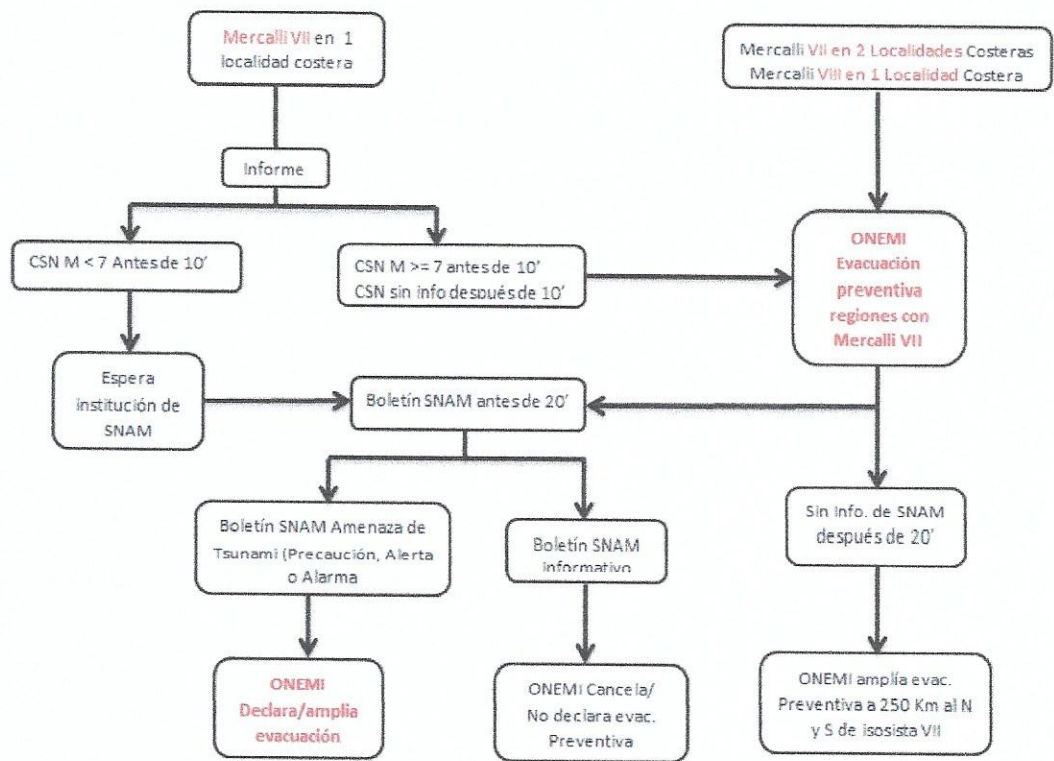 Mercalli VII en 1
localidad costera
Mercalli VII en 2 Localidades Costeras
Mercalli VIII en 1 Localidad Costera
Informe
CSN M < 7 Antes de 10'
CSN M >= 7 antes de 10'
CSN sin info después de 10'
ONEMI
Evacuación
preventiva
regiones con
Mercalli VII
Espera
institución de
SNAM
Boletín SNAM antes de 20'
Boletín SNAM Amenaza de
Tsunami (Precaución, Alerta
o Alarma
Boletín SNAM
informativo
Sin Info. de SNAM
después de 20'
ONEMI
Declara/amplia
evacuación
ONEMI Cancela/
No declara evac.
Preventiva
ONEMI amplía evac.
Preventiva a 250 Km al N
y S de isosista VII